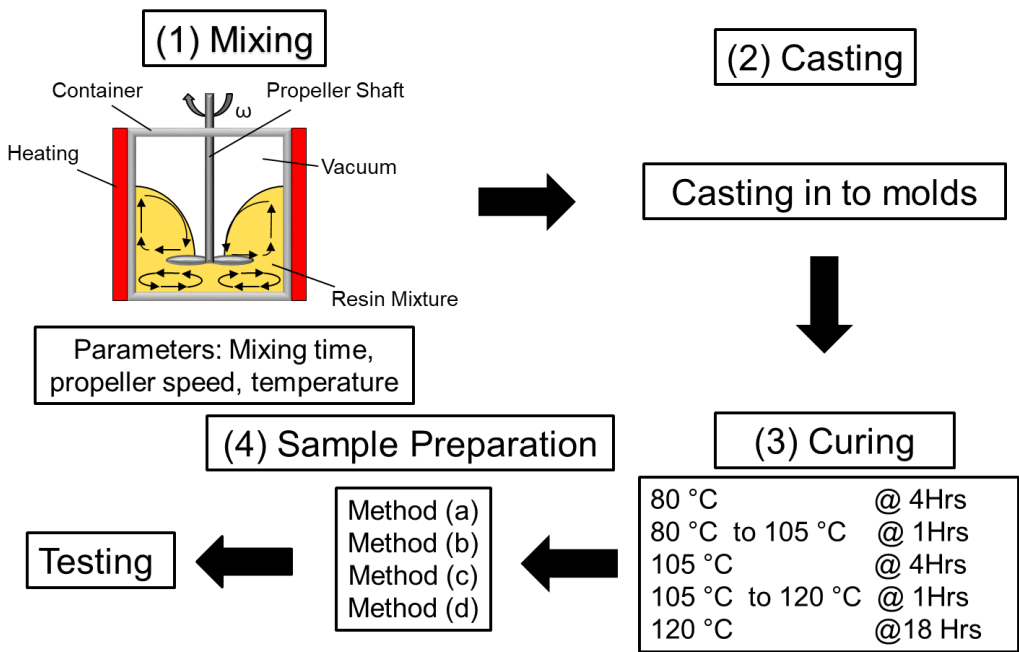 (1) Mixing
Container
Propeller Shaft
ω
Heating
Vacuum
Resin Mixture
Parameters: Mixing time,
propeller speed, temperature
(2) Casting
Casting in to molds
(3) Curing
80 °C @ 4Hrs
80 °C to 105 °C @ 1Hrs
105 °C @ 4Hrs
105 °C to 120 °C @ 1Hrs
120 °C @18 Hrs
(4) Sample Preparation
Method (a)
Method (b)
Method (c)
Method (d)
Testing